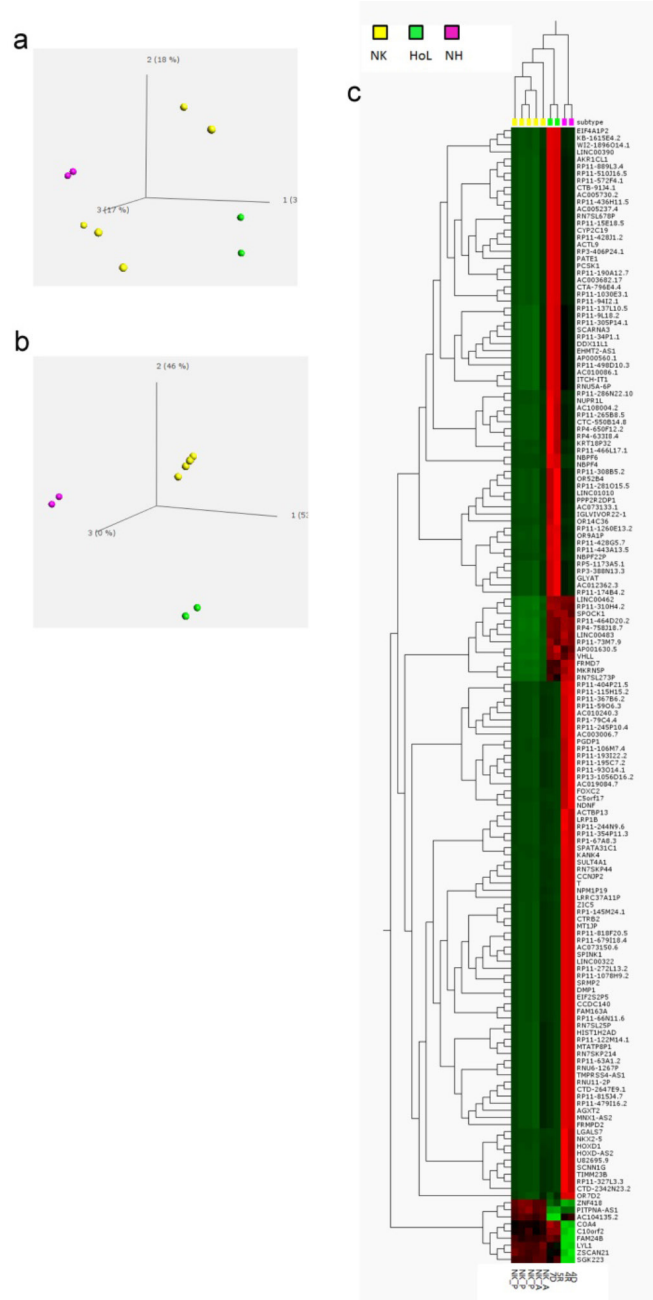 a
2 (18 %)
3 (17 %)
1 (3
b
2 (46 %)
3 (0 %)
1 (53
NK HoL NH
c
subtype
EIF4A1P2
KB-1615E4.2
WI2-1896O14.1
LINC00390
AKR1CL1
RP11-889L3.4
RP11-510J16.5
RP11-572F4.1
CTB-91J4.1
AC005730.2
RP11-436H11.5
AC005237.4
RN7SL678P
RP11-15E18.5
CYP2C19
RP11-428J1.2
ACTL9
RP3-406P24.1
PATE1
PCSK1
RP11-190A12.7
AC003682.17
CTA-796E4.4
RP11-1030E3.1
RP11-94I2.1
RP11-137L10.5
RP11-9L18.2
RP11-305P14.1
SCARNA3
RP11-34P1.1
DDX11L1
EHMT2-AS1
AP000560.1
RP11-498D10.3
AC010086.1
ITCH-IT1
RNU5A-6P
RP11-286N22.10
NUPR1L
AC108004.2
RP11-265B8.5
CTC-550B14.8
RP4-650F12.2
RP4-633I8.4
KRT18P32
RP11-466L17.1
NBPF6
NBPF4
RP11-308B5.2
OR52B4
RP11-281O15.5
LINC01010
PPP2R2DP1
AC073133.1
IGLVIVOR22-1
OR14C36
RP11-1260E13.2
OR9A1P
RP11-428G5.7
RP11-443A13.5
NBPF22P
RP5-1173A5.1
RP3-388N13.3
GLYAT
AC012362.3
RP11-174B4.2
LINC00462
RP11-310H4.2
SPOCK1
RP11-464D20.2
RP4-758J18.7
LINC00483
RP11-73M7.9
AP001630.5
VHLL
FRMD7
MKRN5P
RN7SL273P
RP11-404P21.5
RP11-115H15.2
RP11-367B6.2
RP11-59O6.3
AC010240.3
RP1-79C4.4
RP11-245P10.4
AC003006.7
PGDP1
RP11-106M7.4
RP11-193I22.2
RP11-195C7.2
RP11-93O14.1
RP13-1056D16.2
AC019084.7
FOXC2
C5orf17
NDNF
ACTBP13
LRP1B
RP11-244N9.6
RP11-354P11.3
RP1-67A8.3
SPATA31C1
KANK4
SULT4A1
RN7SKP44
CCNJP2
T
NPM1P19
LRRC37A11P
ZIC5
RP1-145M24.1
CTRB2
MT1JP
RP11-818F20.5
RP11-679I18.4
AC073150.6
SPINK1
LINC00322
RP11-272L13.2
RP11-1078H9.2
SRMP2
DMP1
EIF2S2P5
CCDC140
FAM163A
RP11-66N11.6
RN7SL25P
HIST1H2AD
RP11-122M14.1
MTATP8P1
RN7SKP214
RP11-63A1.2
RNU6-1267P
TMPRSS4-AS1
RNU11-2P
CTD-2647E9.1
RP11-815J4.7
RP11-479J16.2
AGXT2
MNX1-AS2
FRMPD2
LGALS7
NKX2-5
HOXD1
HOXD-AS2
U82695.9
SCNN1G
TIMM23B
RP11-327L3.3
CTD-2342N23.2
OR7D2
ZNF418
PITPNA-AS1
AC104135.2
COA4
C10orf2
FAM24B
LYL1
ZSCAN21
SGK223
NK_P
NK_P
NK_P
NK_A
NK_A
7D
5R
4R
4D